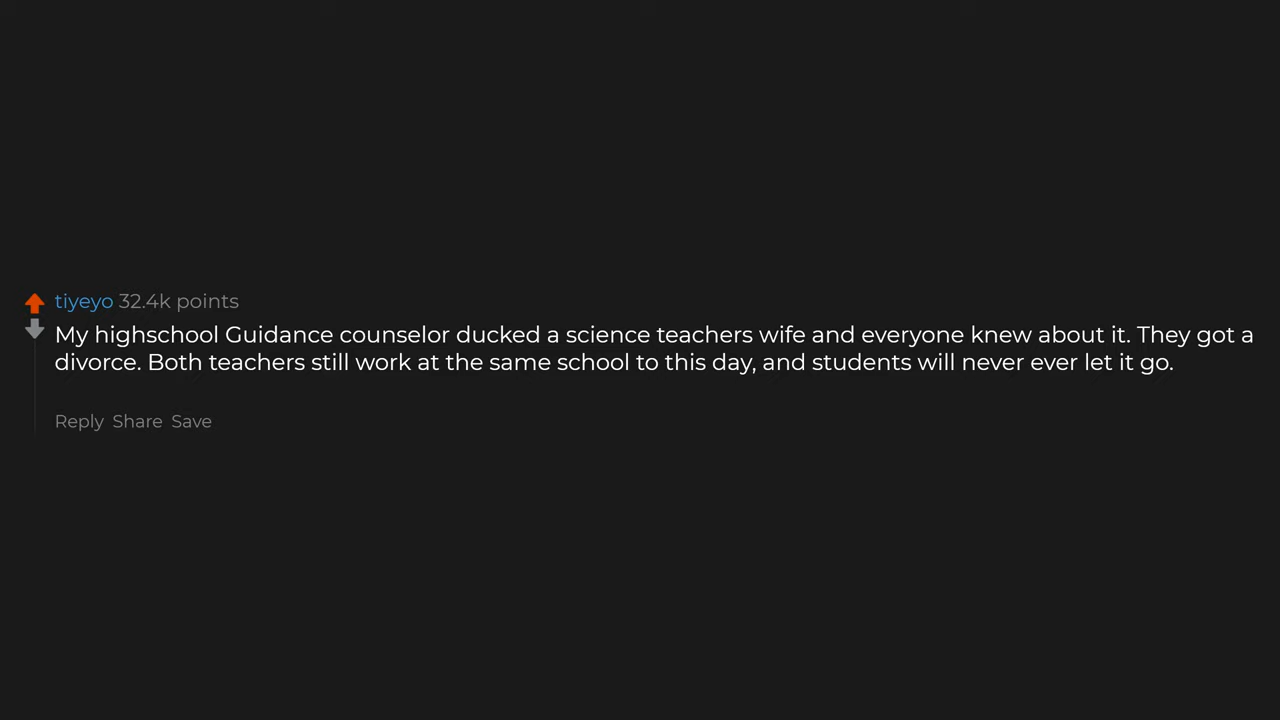 tiyeyo 32.4k points
My highschool Guidance counselor ducked a science teachers wife and everyone knew about it. They got a
divorce. Both teachers still work at the same school to this day, and students will never ever let it go.
Reply Share Save